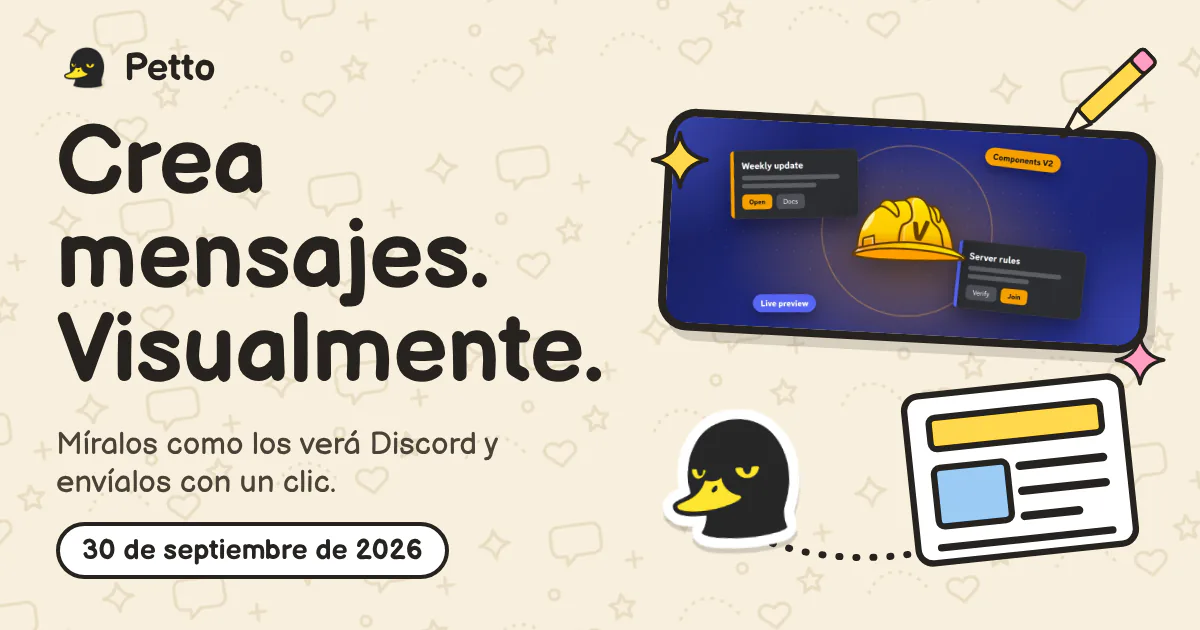 Petto
Crea
mensajes.
Visualmente.
Míralos como los verá Discord y
envíalos con un clic.
30 de septiembre de 2026
Weekly update
Open Docs
Components V2
V
Server rules
Verify Join
Live preview